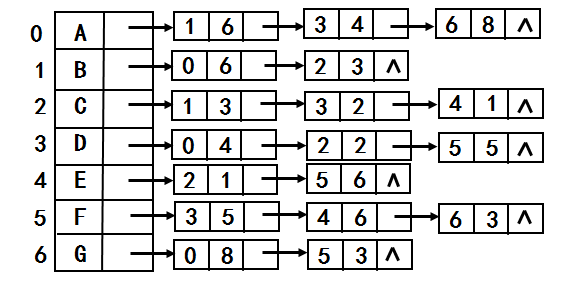 0 A 1 6 3 4 6 8 ∧
1 B 0 6 2 3 ∧
2 C 1 3 3 2 4 1 ∧
3 D 0 4 2 2 5 5 ∧
4 E 2 1 5 6 ∧
5 F 3 5 4 6 6 3 ∧
6 G 0 8 5 3 ∧